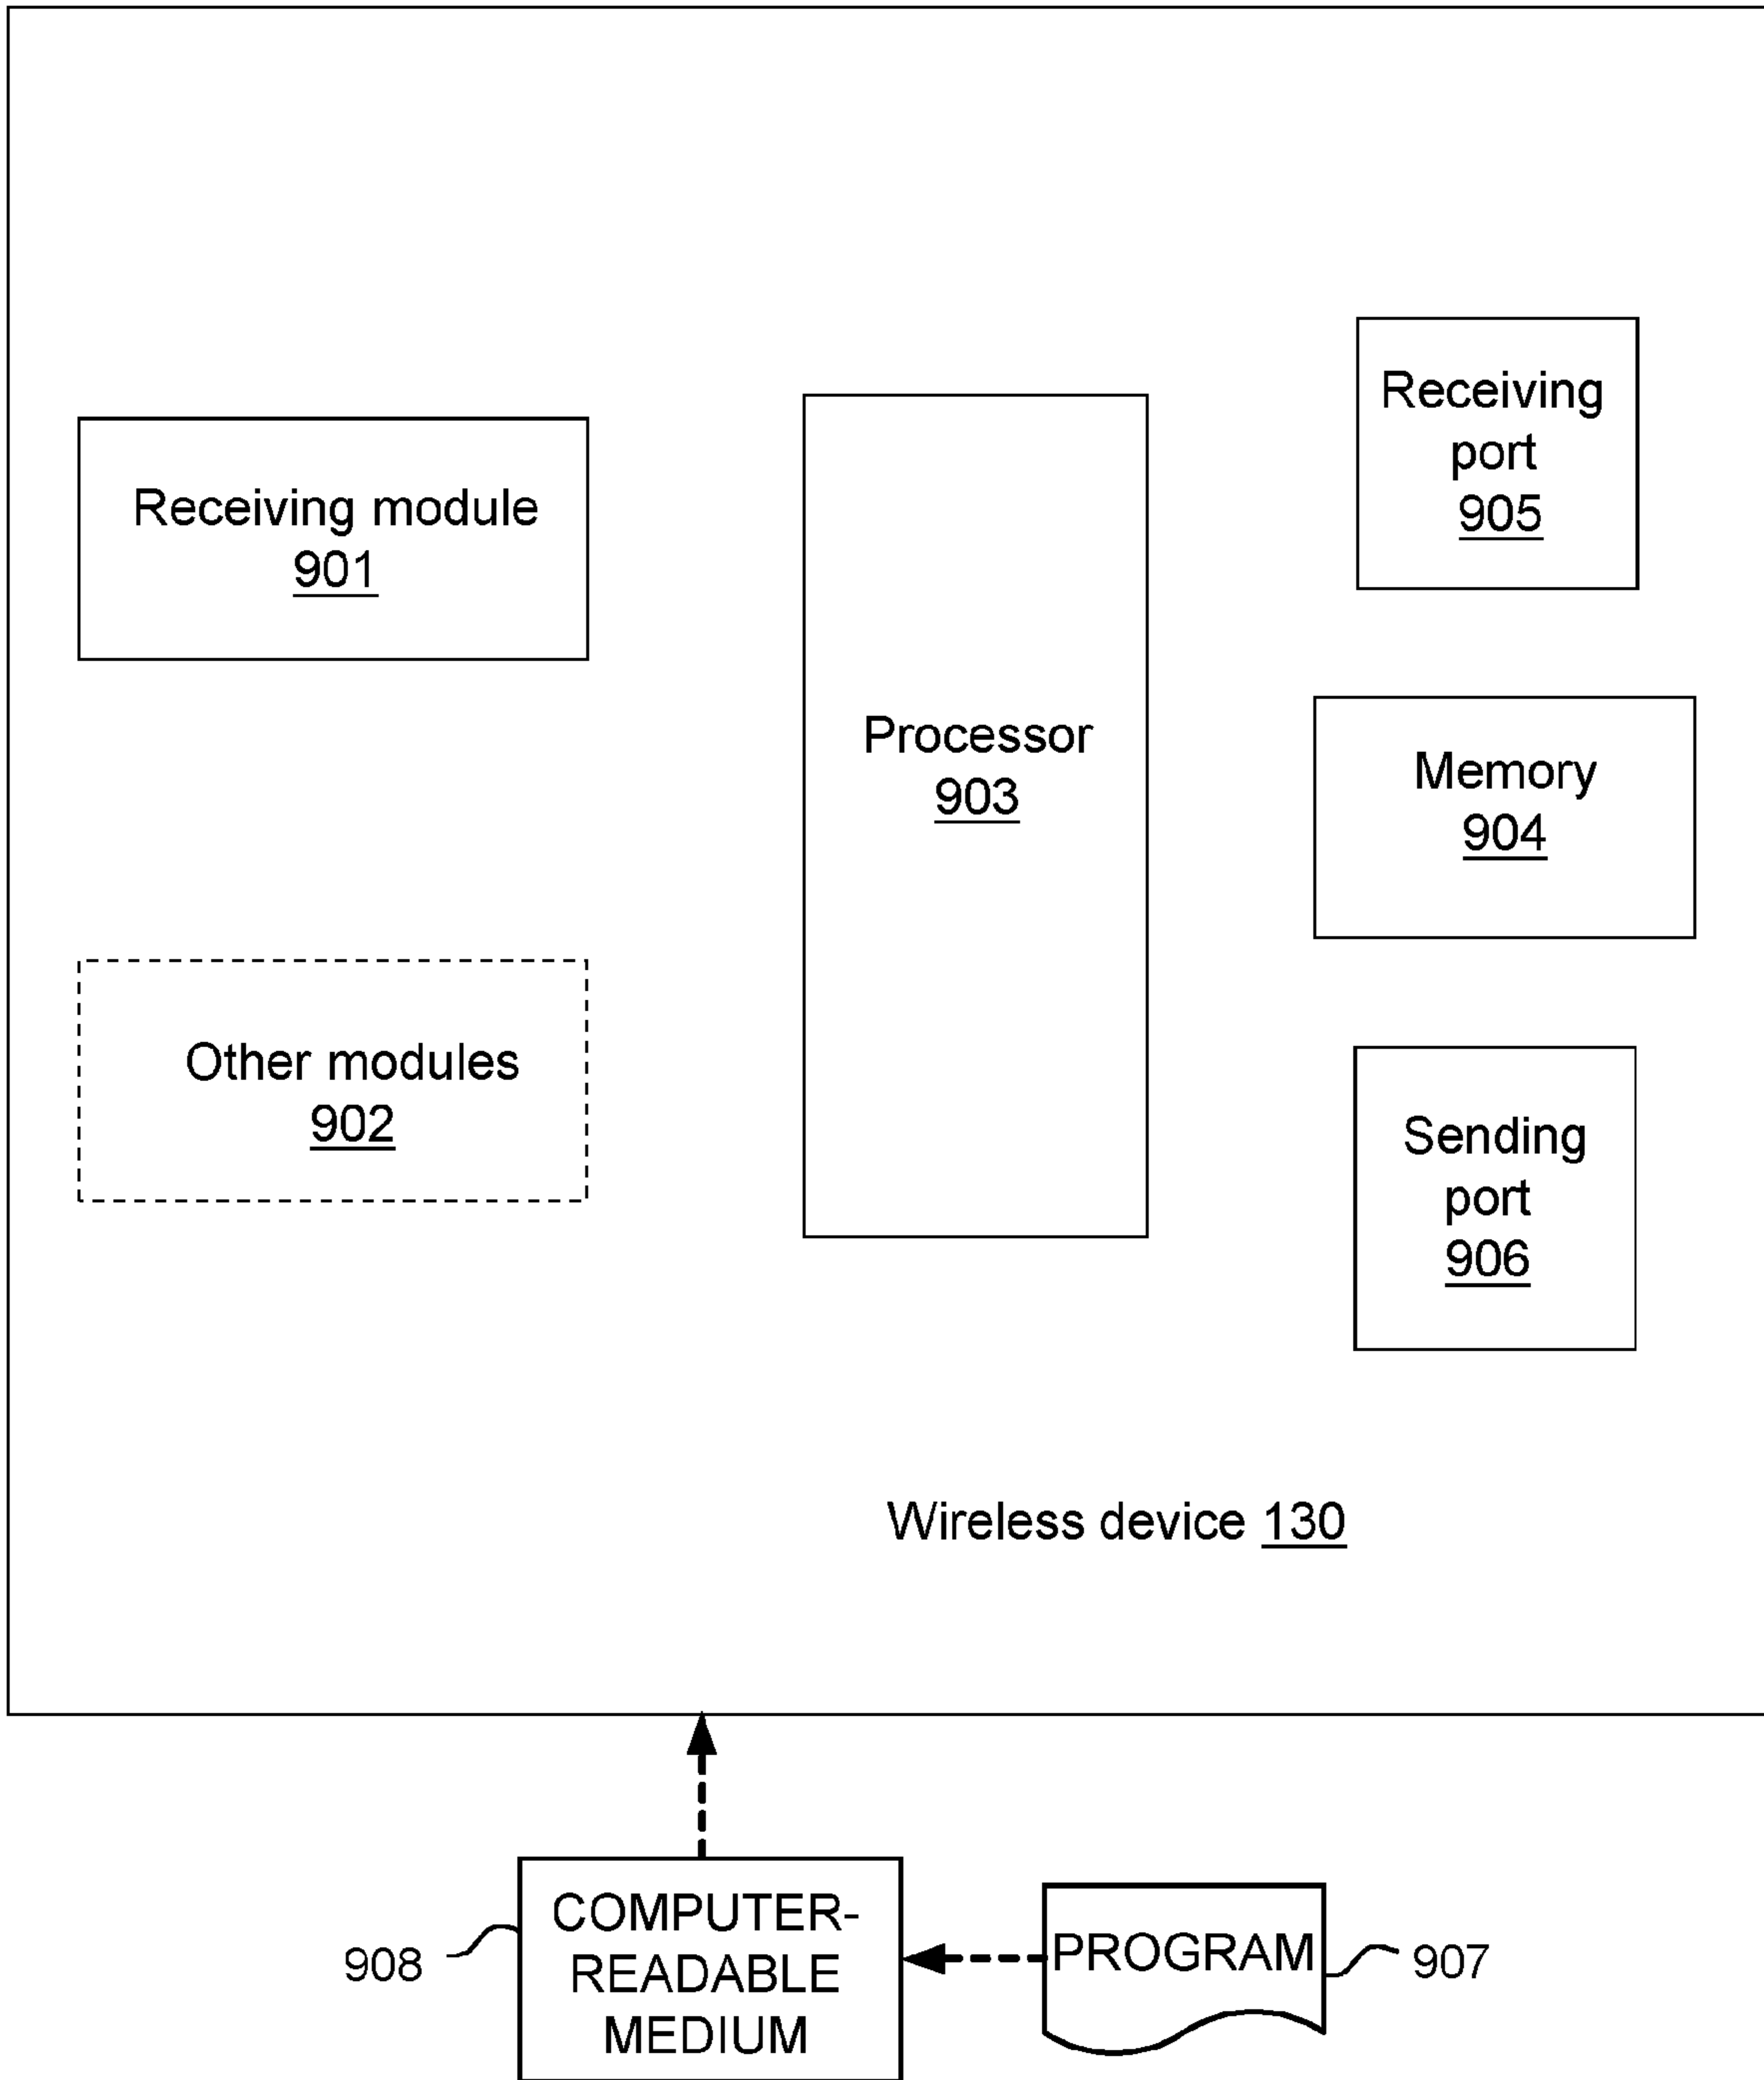 Receiving module
901
Other modules
902
Processor
903
Receiving
port
905
Memory
904
Sending
port
906
Wireless device 130
908
COMPUTER-
READABLE
MEDIUM
PROGRAM
907